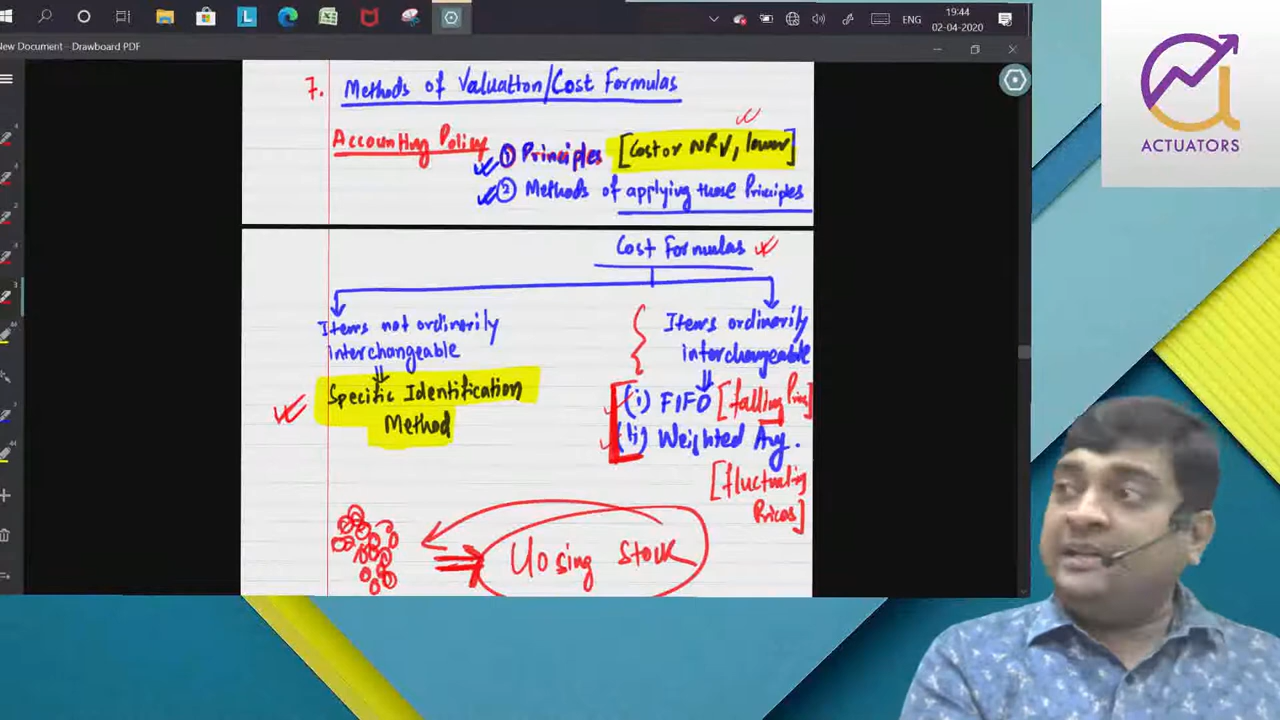 19:44
ENG
02-04-2020
New Document - Drawboard PDF
ACTUATORS
7. Methods of Valuation/Cost Formulas
Accounting Policy
① Principles [Cost or NRV, lower]
② Methods of applying those Principles
Cost Formulas
Items not ordinarily
interchangeable
Specific Identification
Method
Items ordinarily
interchangeable
(i) FIFO [falling
(ii) Weighted Avg.
[fluctuating
Prices]
Closing Stock